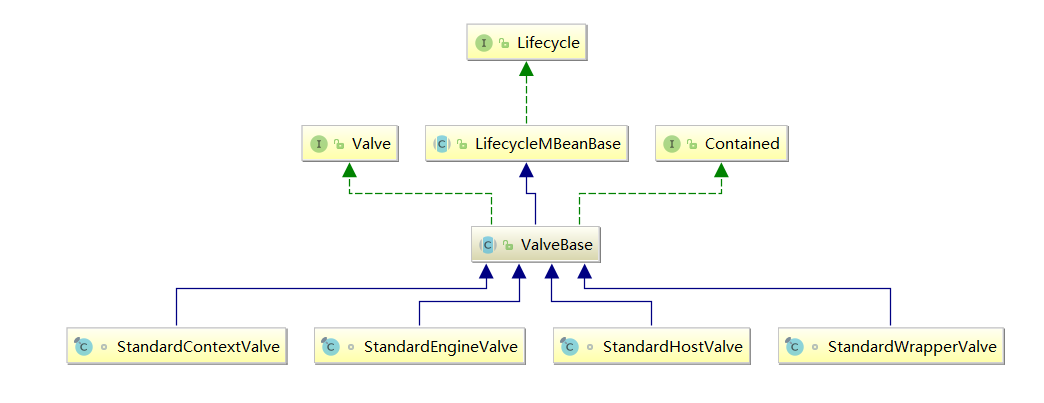 I Lifecycle
I Valve
C LifecycleMBeanBase
I Contained
C ValveBase
C StandardContextValve
C StandardEngineValve
C StandardHostValve
C StandardWrapperValve